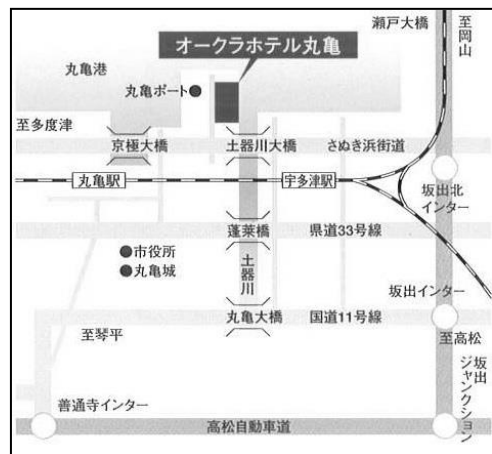 瀬戸大橋
至岡山
オークラホテル丸亀
丸亀港
丸亀ボート
至多度津
京極大橋
土器川大橋
さぬき浜街道
丸亀駅
宇多津駅
坂出北
インター
蓬莱橋
県道33号線
市役所
丸亀城
土器川
坂出インター
丸亀大橋
国道11号線
至琴平
至高松
坂出
ジャンクション
善通寺インター
高松自動車道